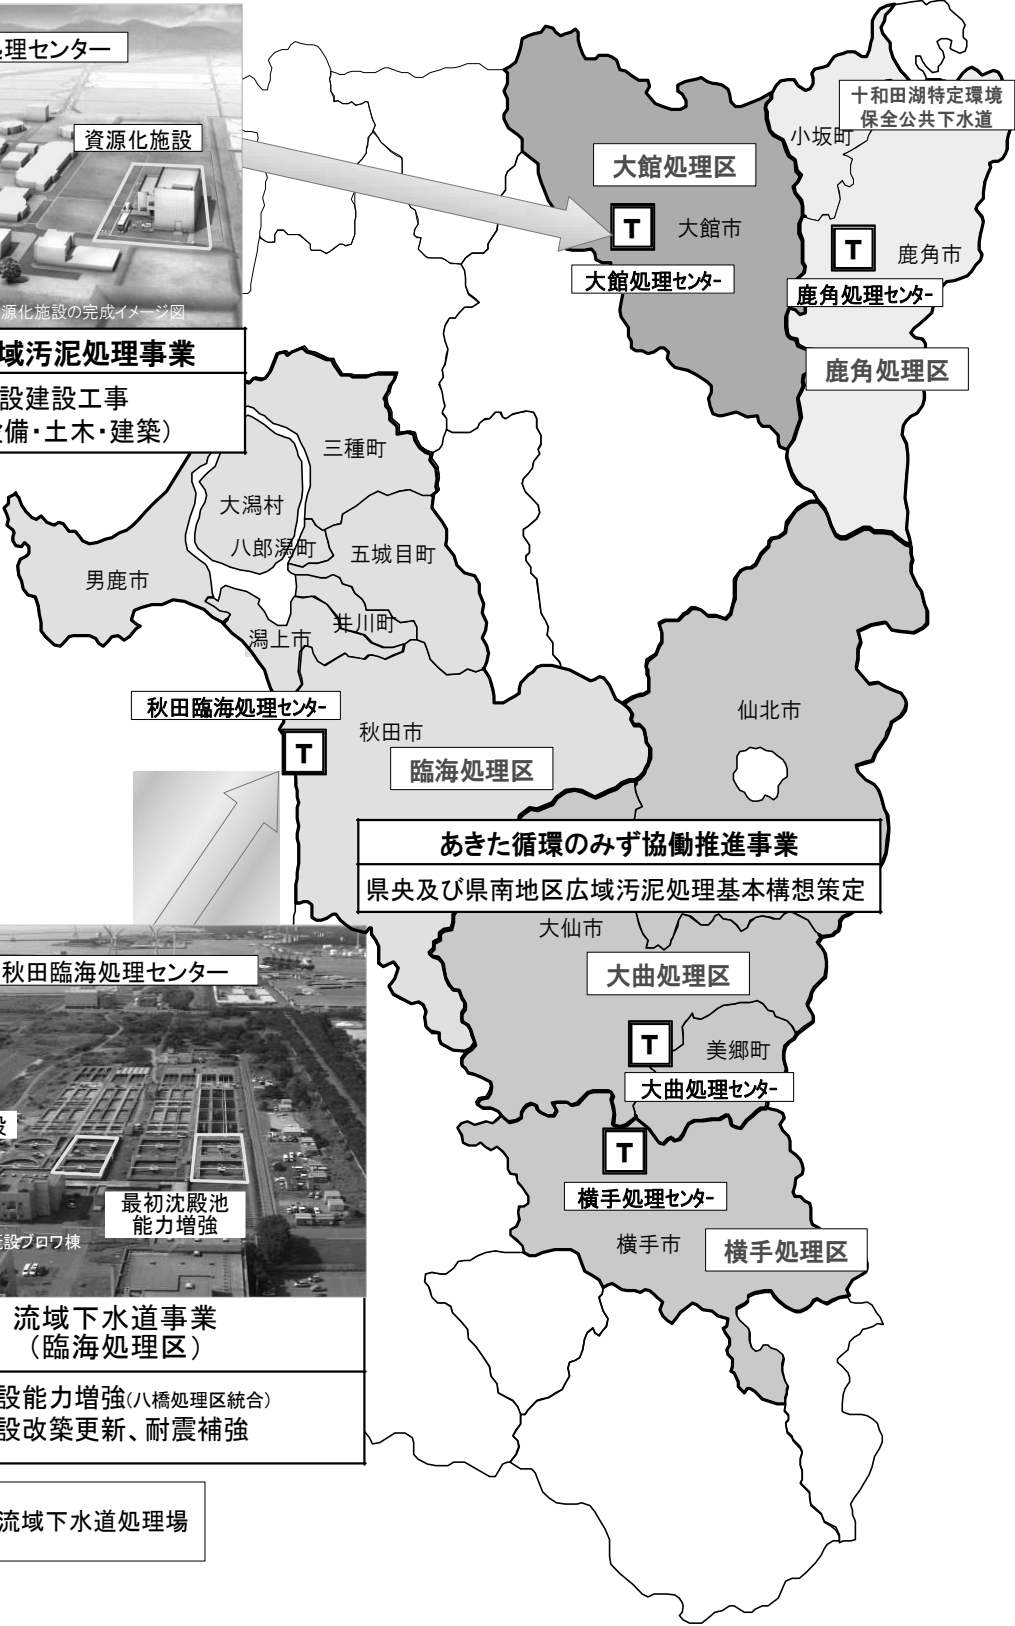 処理センター
資源化施設
源化施設の完成イメージ図
域汚泥処理事業
設建設工事
備・土木・建築）
十和田湖特定環境
保全公共下水道
小坂町
大館処理区
T
大館市
大館処理センター
T
鹿角市
鹿角処理センター
鹿角処理区
三種町
大潟村
八郎潟町
五城目町
男鹿市
井川町
潟上市
秋田臨海処理センター
T
秋田市
臨海処理区
仙北市
あきた循環のみず協働推進事業
県央及び県南地区広域汚泥処理基本構想策定
大仙市
大曲処理区
T
美郷町
大曲処理センター
T
横手処理センター
横手市
横手処理区
秋田臨海処理センター
最初沈殿池
能力増強
設ブロワ棟
流域下水道事業
（臨海処理区）
設能力増強(八橋処理区統合)
設改築更新、耐震補強
流域下水道処理場